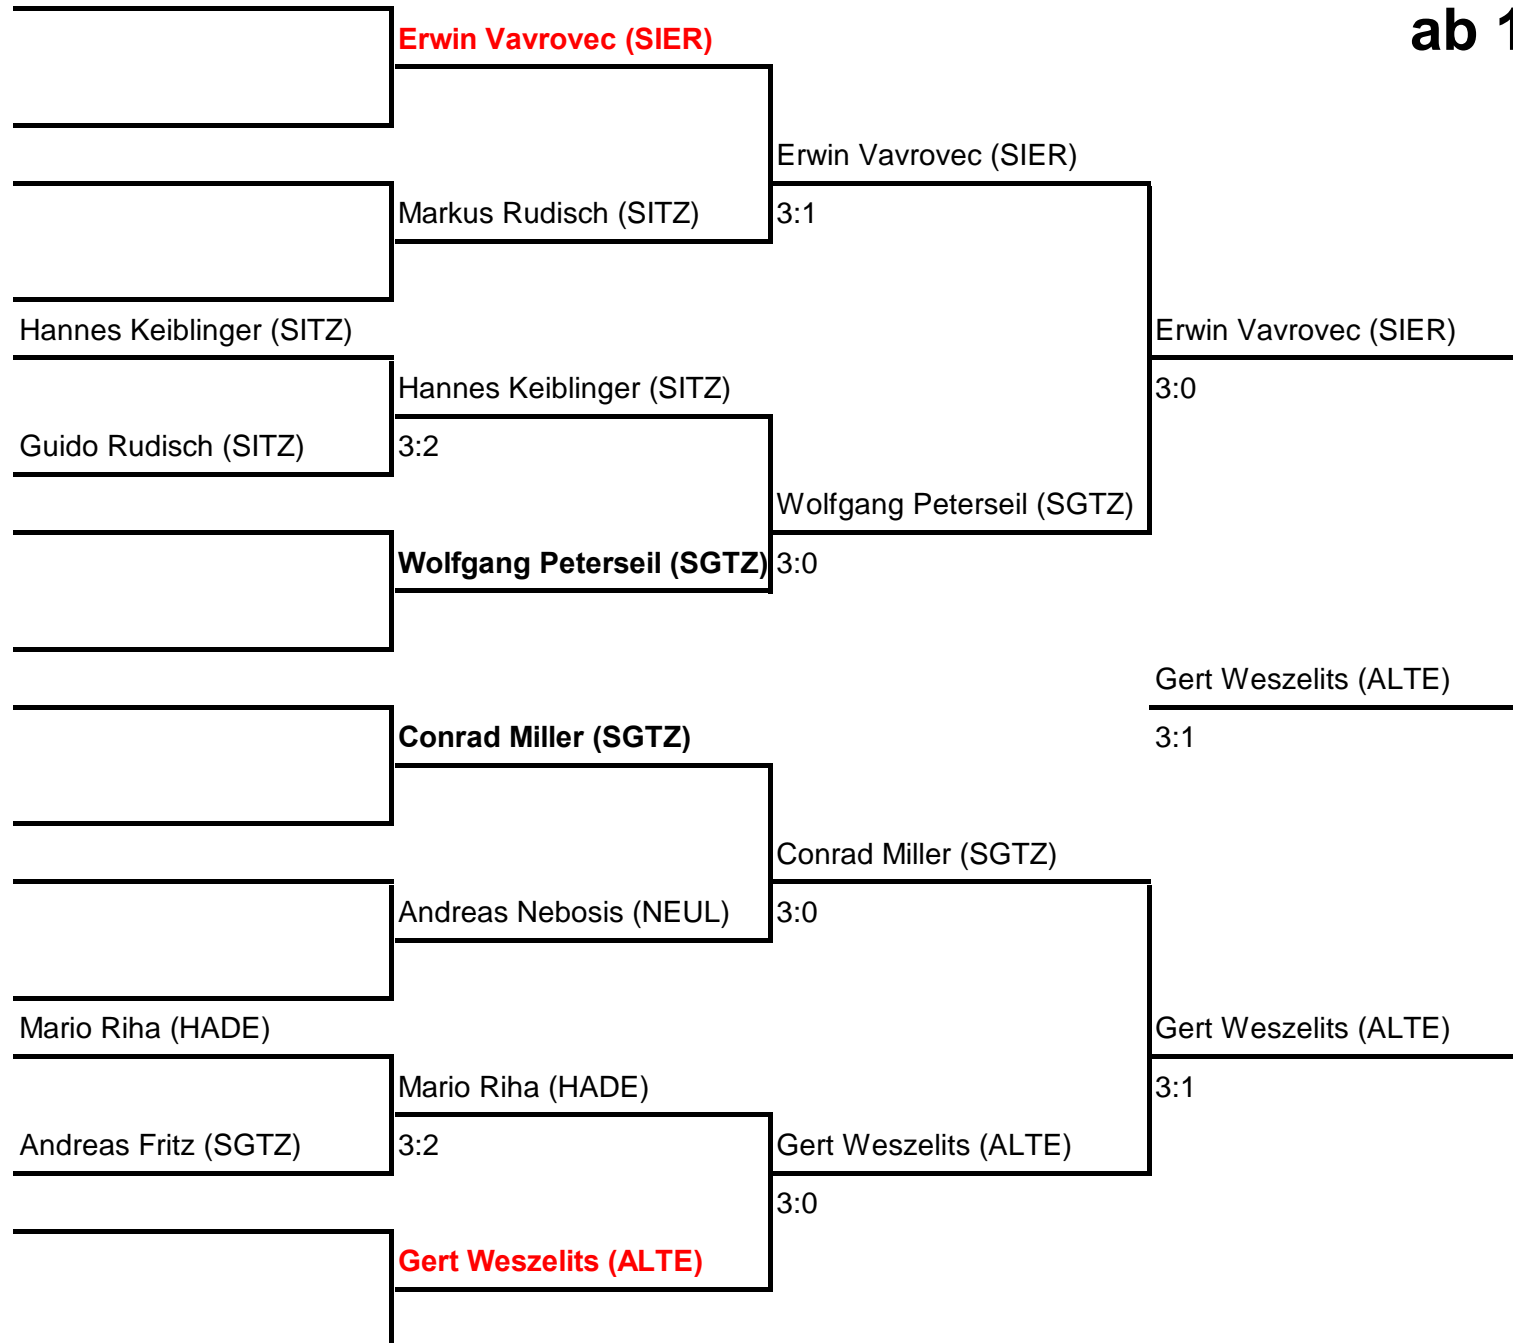 Erwin Vavrovec (SIER)
ab 1
Erwin Vavrovec (SIER)
Markus Rudisch (SITZ)
3:1
Hannes Keiblinger (SITZ)
Erwin Vavrovec (SIER)
Hannes Keiblinger (SITZ)
3:0
Guido Rudisch (SITZ)
3:2
Wolfgang Peterseil (SGTZ)
Wolfgang Peterseil (SGTZ)
3:0
Gert Weszelits (ALTE)
Conrad Miller (SGTZ)
3:1
Conrad Miller (SGTZ)
Andreas Nebosis (NEUL)
3:0
Mario Riha (HADE)
Gert Weszelits (ALTE)
Mario Riha (HADE)
3:1
Andreas Fritz (SGTZ)
3:2
Gert Weszelits (ALTE)
3:0
Gert Weszelits (ALTE)